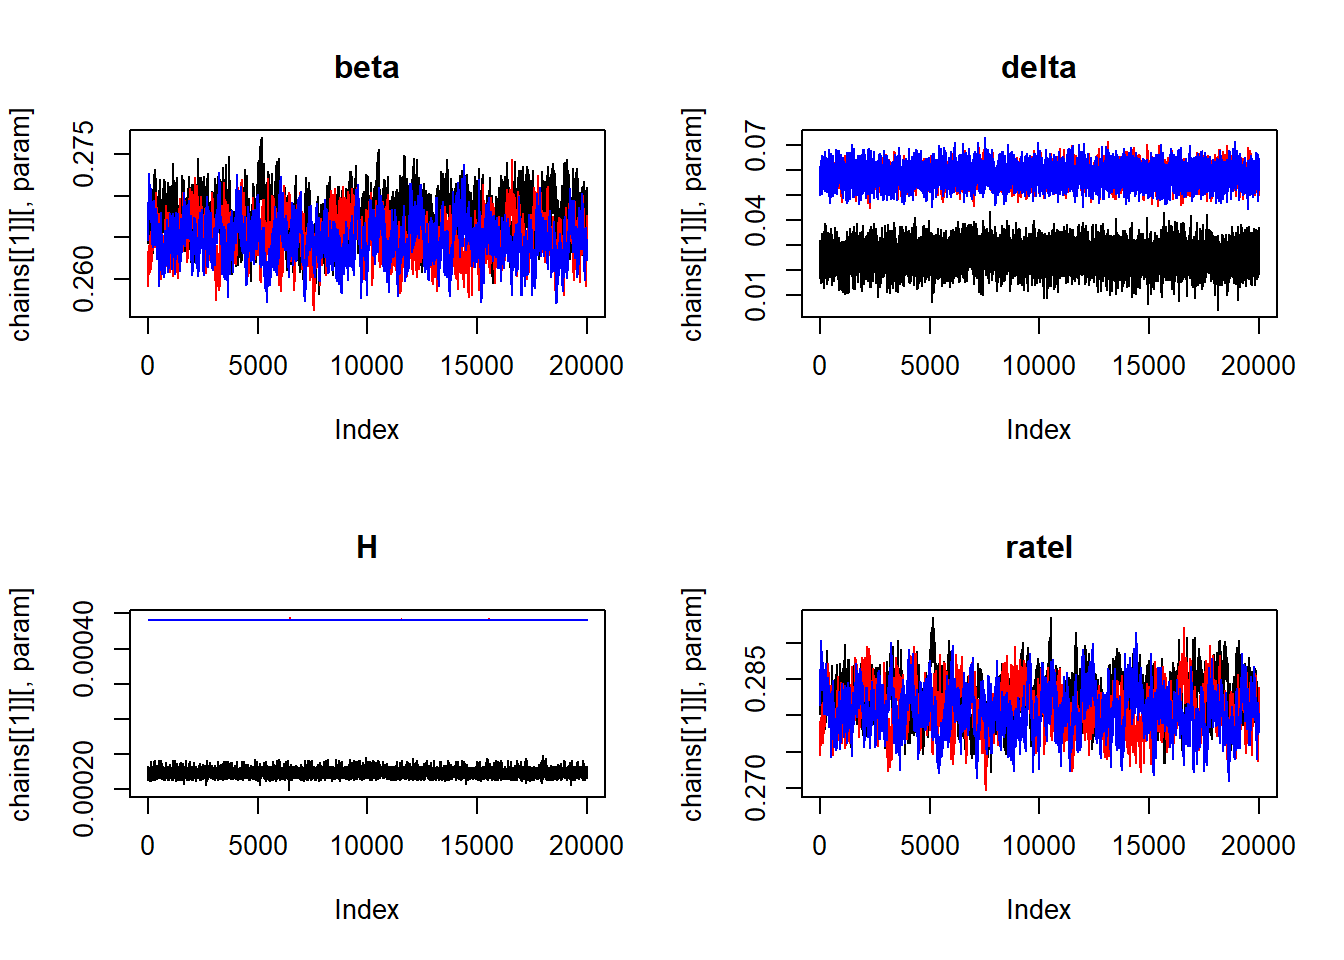 beta
chains[[1]][, param]
0.260 0.275
0 5000 10000 15000 20000
Index
delta
chains[[1]][, param]
0.01 0.04 0.07
0 5000 10000 15000 20000
Index
H
chains[[1]][, param]
0.00020 0.00040
0 5000 10000 15000 20000
Index
rateI
chains[[1]][, param]
0.270 0.285
0 5000 10000 15000 20000
Index